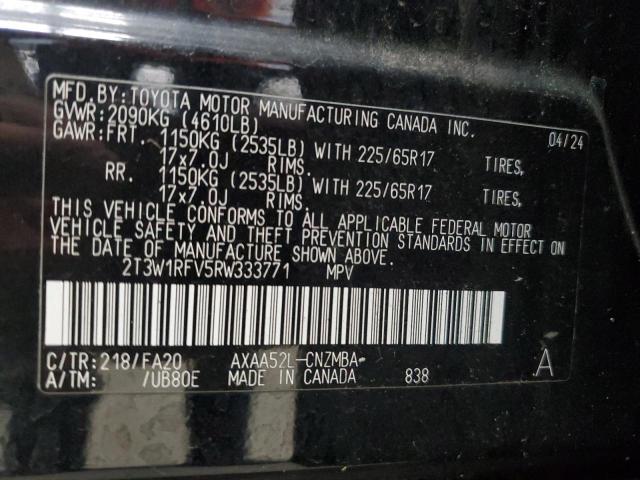 MFD.BY:TOYOTA MOTOR MANUFACTURING CANADA INC.
GVWR:2090KG (4610LB) 04/24
GAWR:FRT. 1150KG (2535LB) WITH 225/65R17 TIRES,
17x7.0J RIMS.
RR. 1150KG (2535LB) WITH 225/65R17 TIRES,
17x7.0J RIMS.
THIS VEHICLE CONFORMS TO ALL APPLICABLE FEDERAL MOTOR
VEHICLE SAFETY AND THEFT PREVENTION STANDARDS IN EFFECT ON
THE DATE OF MANUFACTURE SHOWN ABOVE.
2T3W1RFV5RW333771 MPV
C/TR:218/FA20 AXAA52L-CNZMBA-
A/TM: /UB80E MADE IN CANADA 838 A